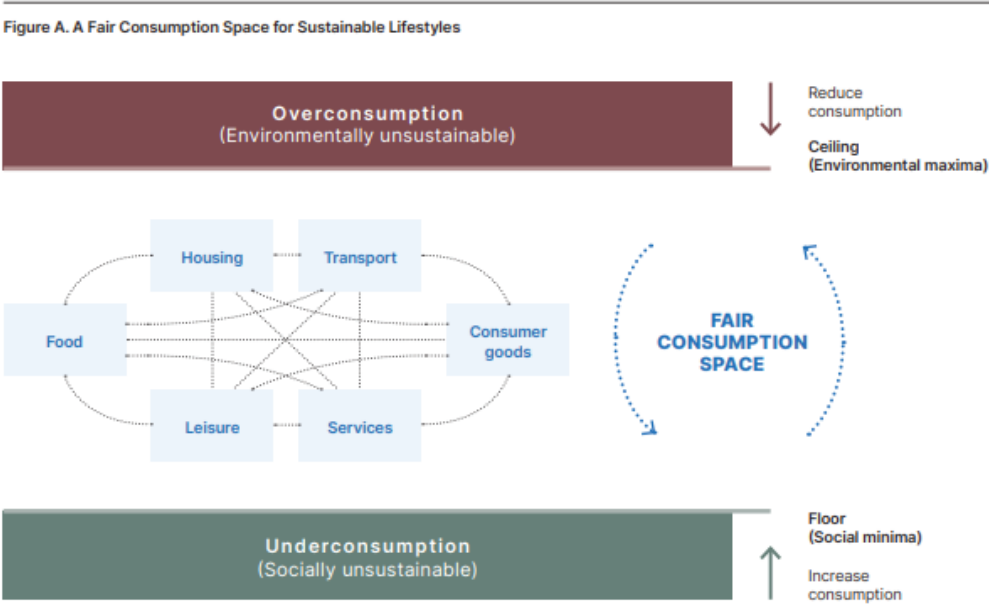 Figure A. A Fair Consumption Space for Sustainable Lifestyles
Overconsumption
(Environmentally unsustainable)
Reduce
consumption
Ceiling
(Environmental maxima)
Housing
Transport
Food
Consumer
goods
Leisure
Services
FAIR
CONSUMPTION
SPACE
Underconsumption
(Socially unsustainable)
Floor
(Social minima)
Increase
consumption